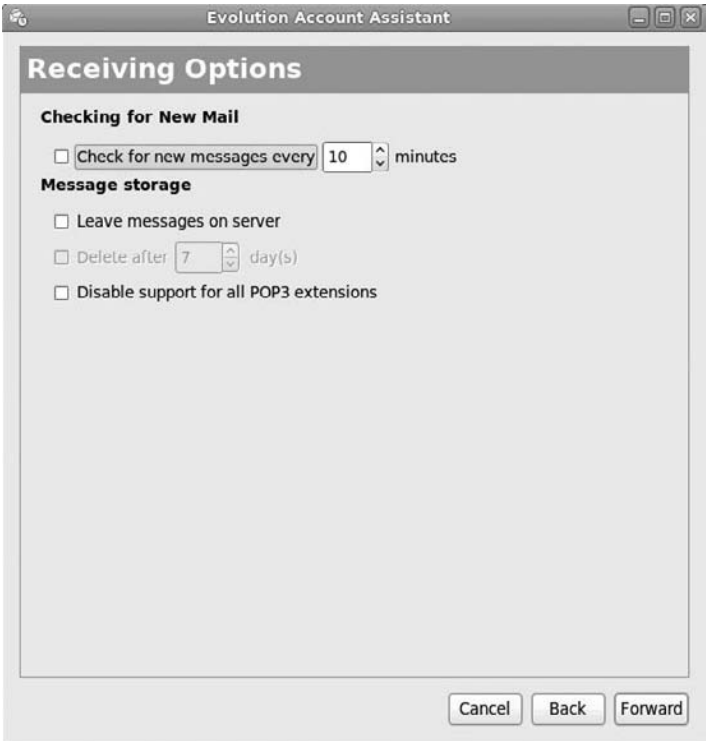 Evolution Account Assistant
Receiving Options
Checking for New Mail
Check for new messages every 10 minutes
Message storage
Leave messages on server
Delete after 7 day(s)
Disable support for all POP3 extensions
Cancel Back Forward